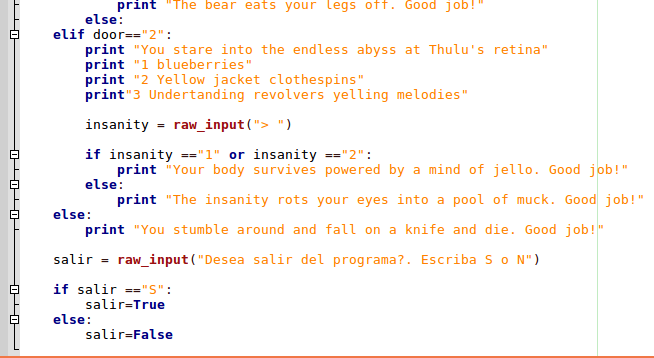 print "The bear eats your legs off. Good job!"
else:
elif door=="2":
print "You stare into the endless abyss at Thulu's retina"
print "1 blueberries"
print "2 Yellow jacket clothespins"
print"3 Undertanding revolvers yelling melodies"
insanity = raw_input("> ")
if insanity =="1" or insanity =="2":
print "Your body survives powered by a mind of jello. Good job!"
else:
print "The insanity rots your eyes into a pool of muck. Good job!"
else:
print "You stumble around and fall on a knife and die. Good job!"
salir = raw_input("Desea salir del programa?. Escriba S o N")
if salir =="S":
salir=True
else:
salir=False